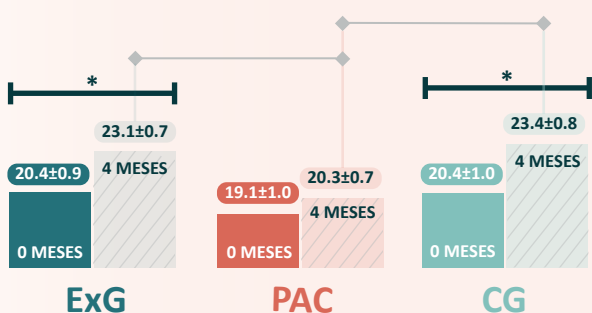 *
*
23.1±0.7
23.4±0.8
20.4±0.9
4 MESES
20.3±0.7
20.4±1.0
4 MESES
19.1±1.0
4 MESES
0 MESES
0 MESES
0 MESES
ExG
PAC
CG